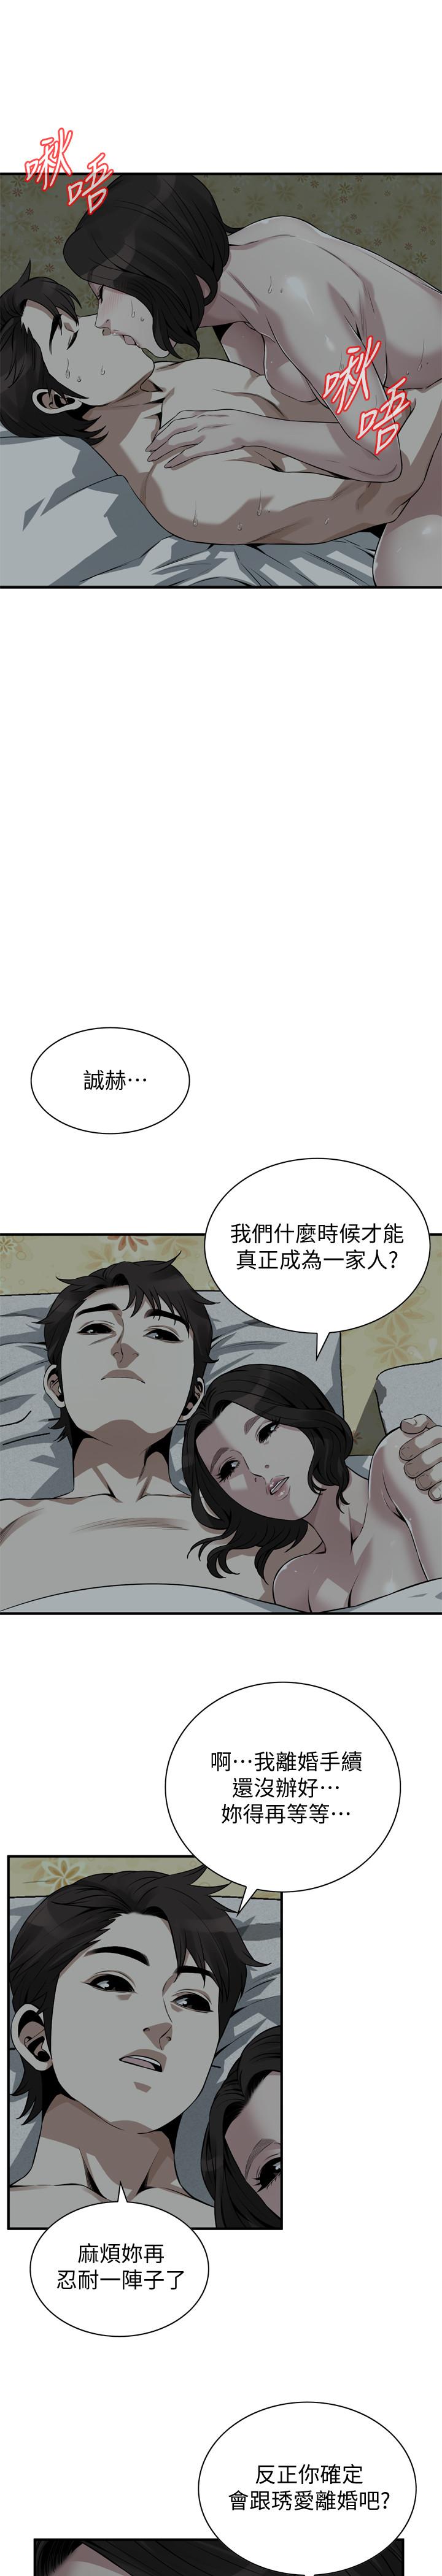 啾
唔
啾
唔
誠赫⋯
我們什麼時候才能
真正成為一家人?
啊⋯我離婚手續
還沒辦好⋯
妳得再等等⋯
麻煩妳再
忍耐一陣子了
反正你確定
會跟琇愛離婚吧?